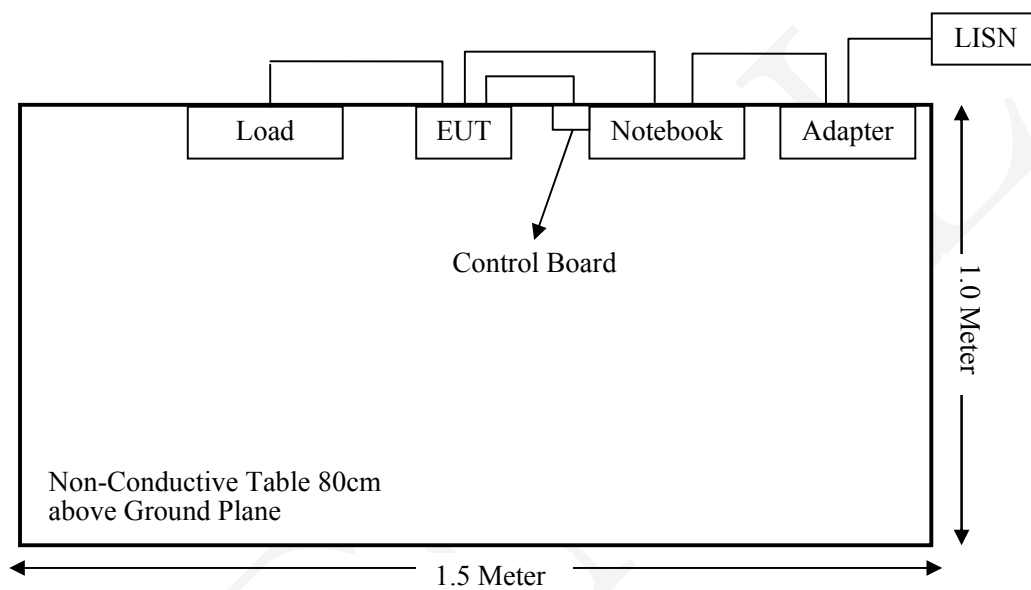 LISN
Load
EUT
Notebook
Adapter
Control Board
1.0 Meter
Non-Conductive Table 80cm
above Ground Plane
1.5 Meter